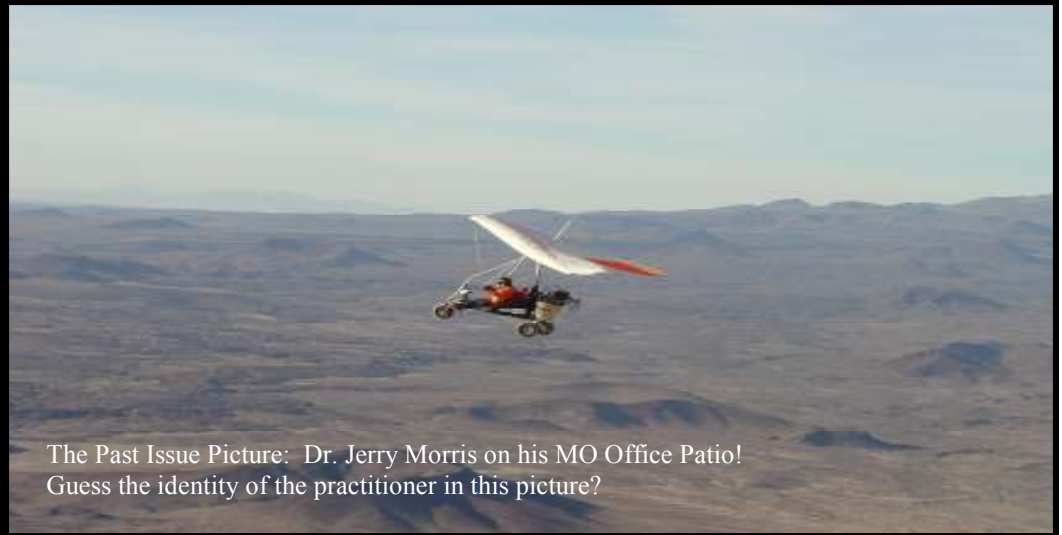 The Past Issue Picture:  Dr. Jerry Morris on his MO Office Patio!
Guess the identity of the practitioner in this picture?